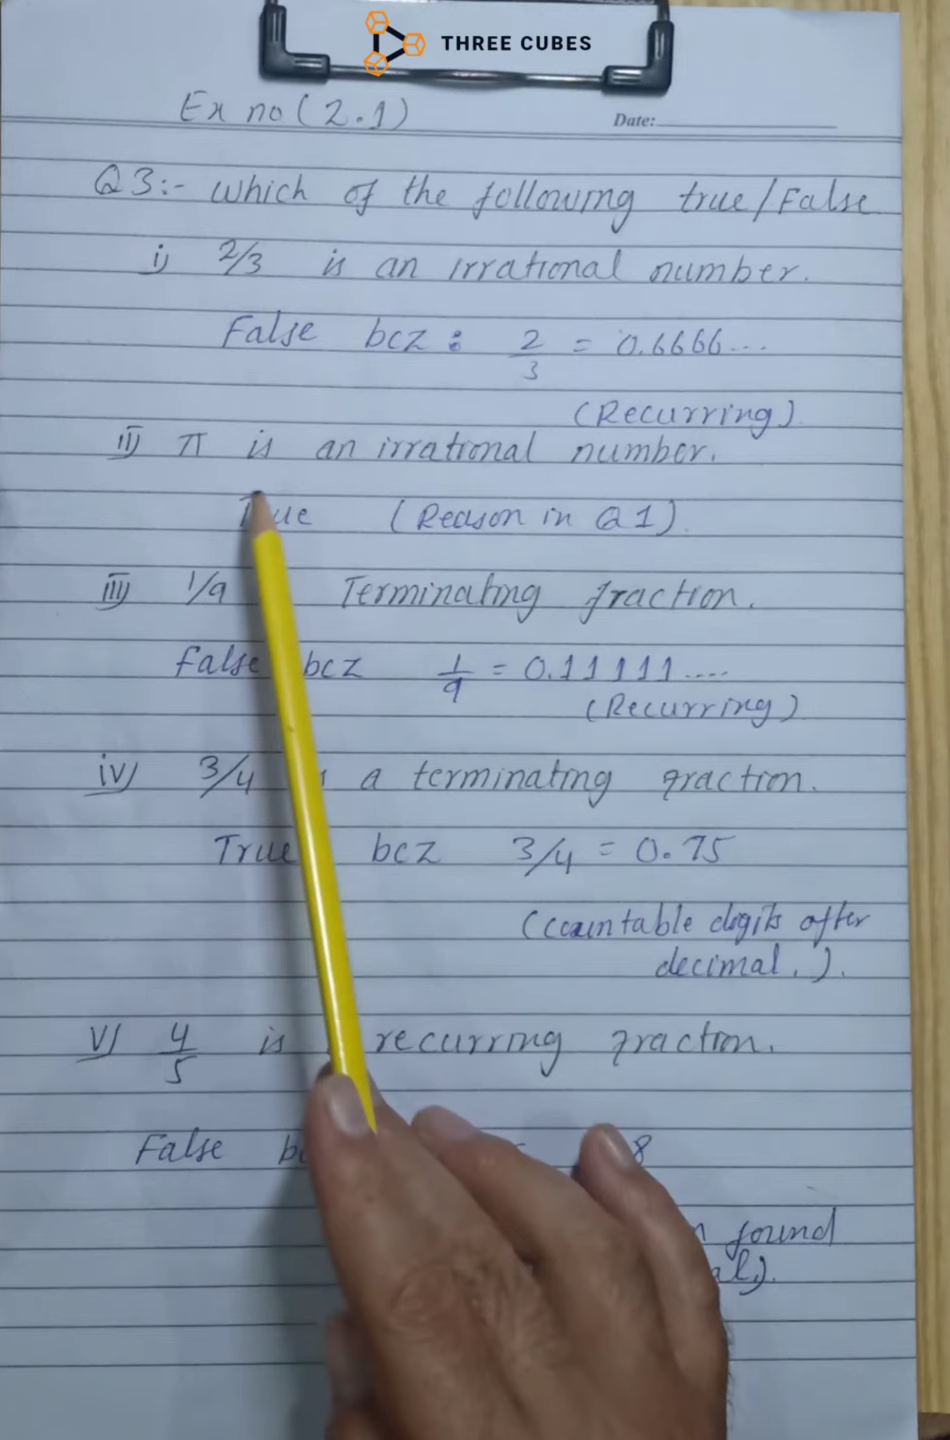 THREE CUBES
Ex no (2.1)
Date:
Q3:- which of the following true/False
i) 2/3 is an irrational number.
False bcz : 2/3 = 0.6666...
(Recurring).
ii) π is an irrational number.
True (Reason in Q1).
iii) 1/9 Terminating fraction.
False bcz 1/9 = 0.11111....
(Recurring)
iv) 3/4 a terminating fraction.
True bcz 3/4 = 0.75
(countable digits after
decimal.).
v) 4/5 is recurring fraction.
False 8
found